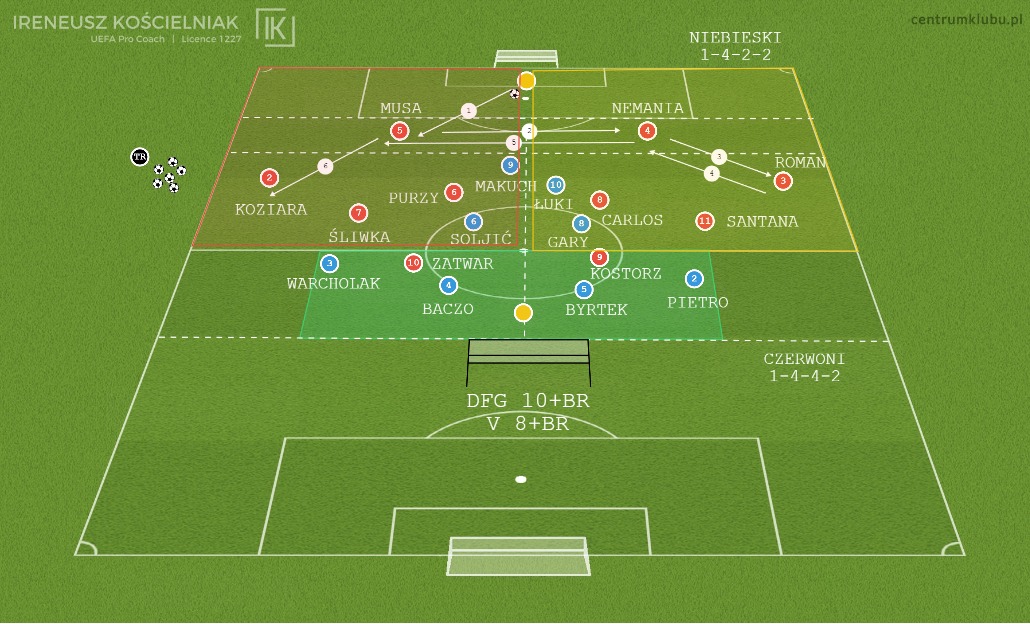 IRENEUSZ KOŚCIELNIAK
UEFA Pro Coach | Licence 1227
IK
centrumklubu.pl
NIEBIESKI
1-4-2-2
MUSA
NEMANIA
1
5
2
4
5
TR
6
9
3
ROMAN
4
3
2
MAKUCH
10
PURZY
6
KOZIARA
ŁUKI
8
7
6
8
CARLOS
11
SANTANA
ŚLIWKA
SOLJIĆ
GARY
3
10
ZATWAR
9
KOSTORZ
WARCHOLAK
4
5
2
BACZO
BYRTEK
PIETRO
CZERWONI
1-4-4-2
DFG 10+BR
V 8+BR